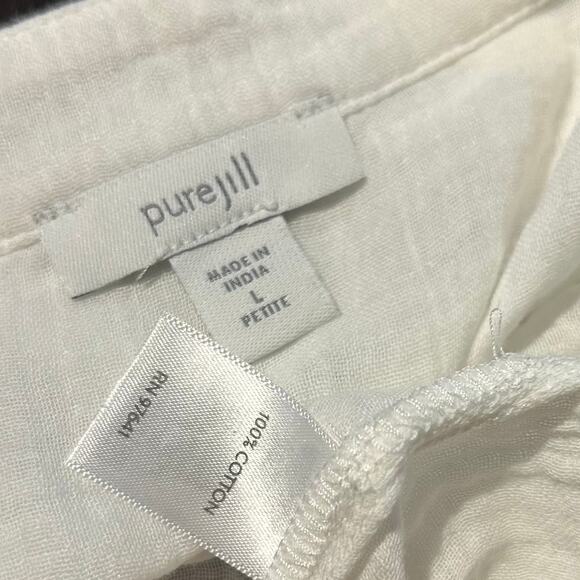 purejill
MADE IN
INDIA
L
PETITE
100% COTTON
RN 97641